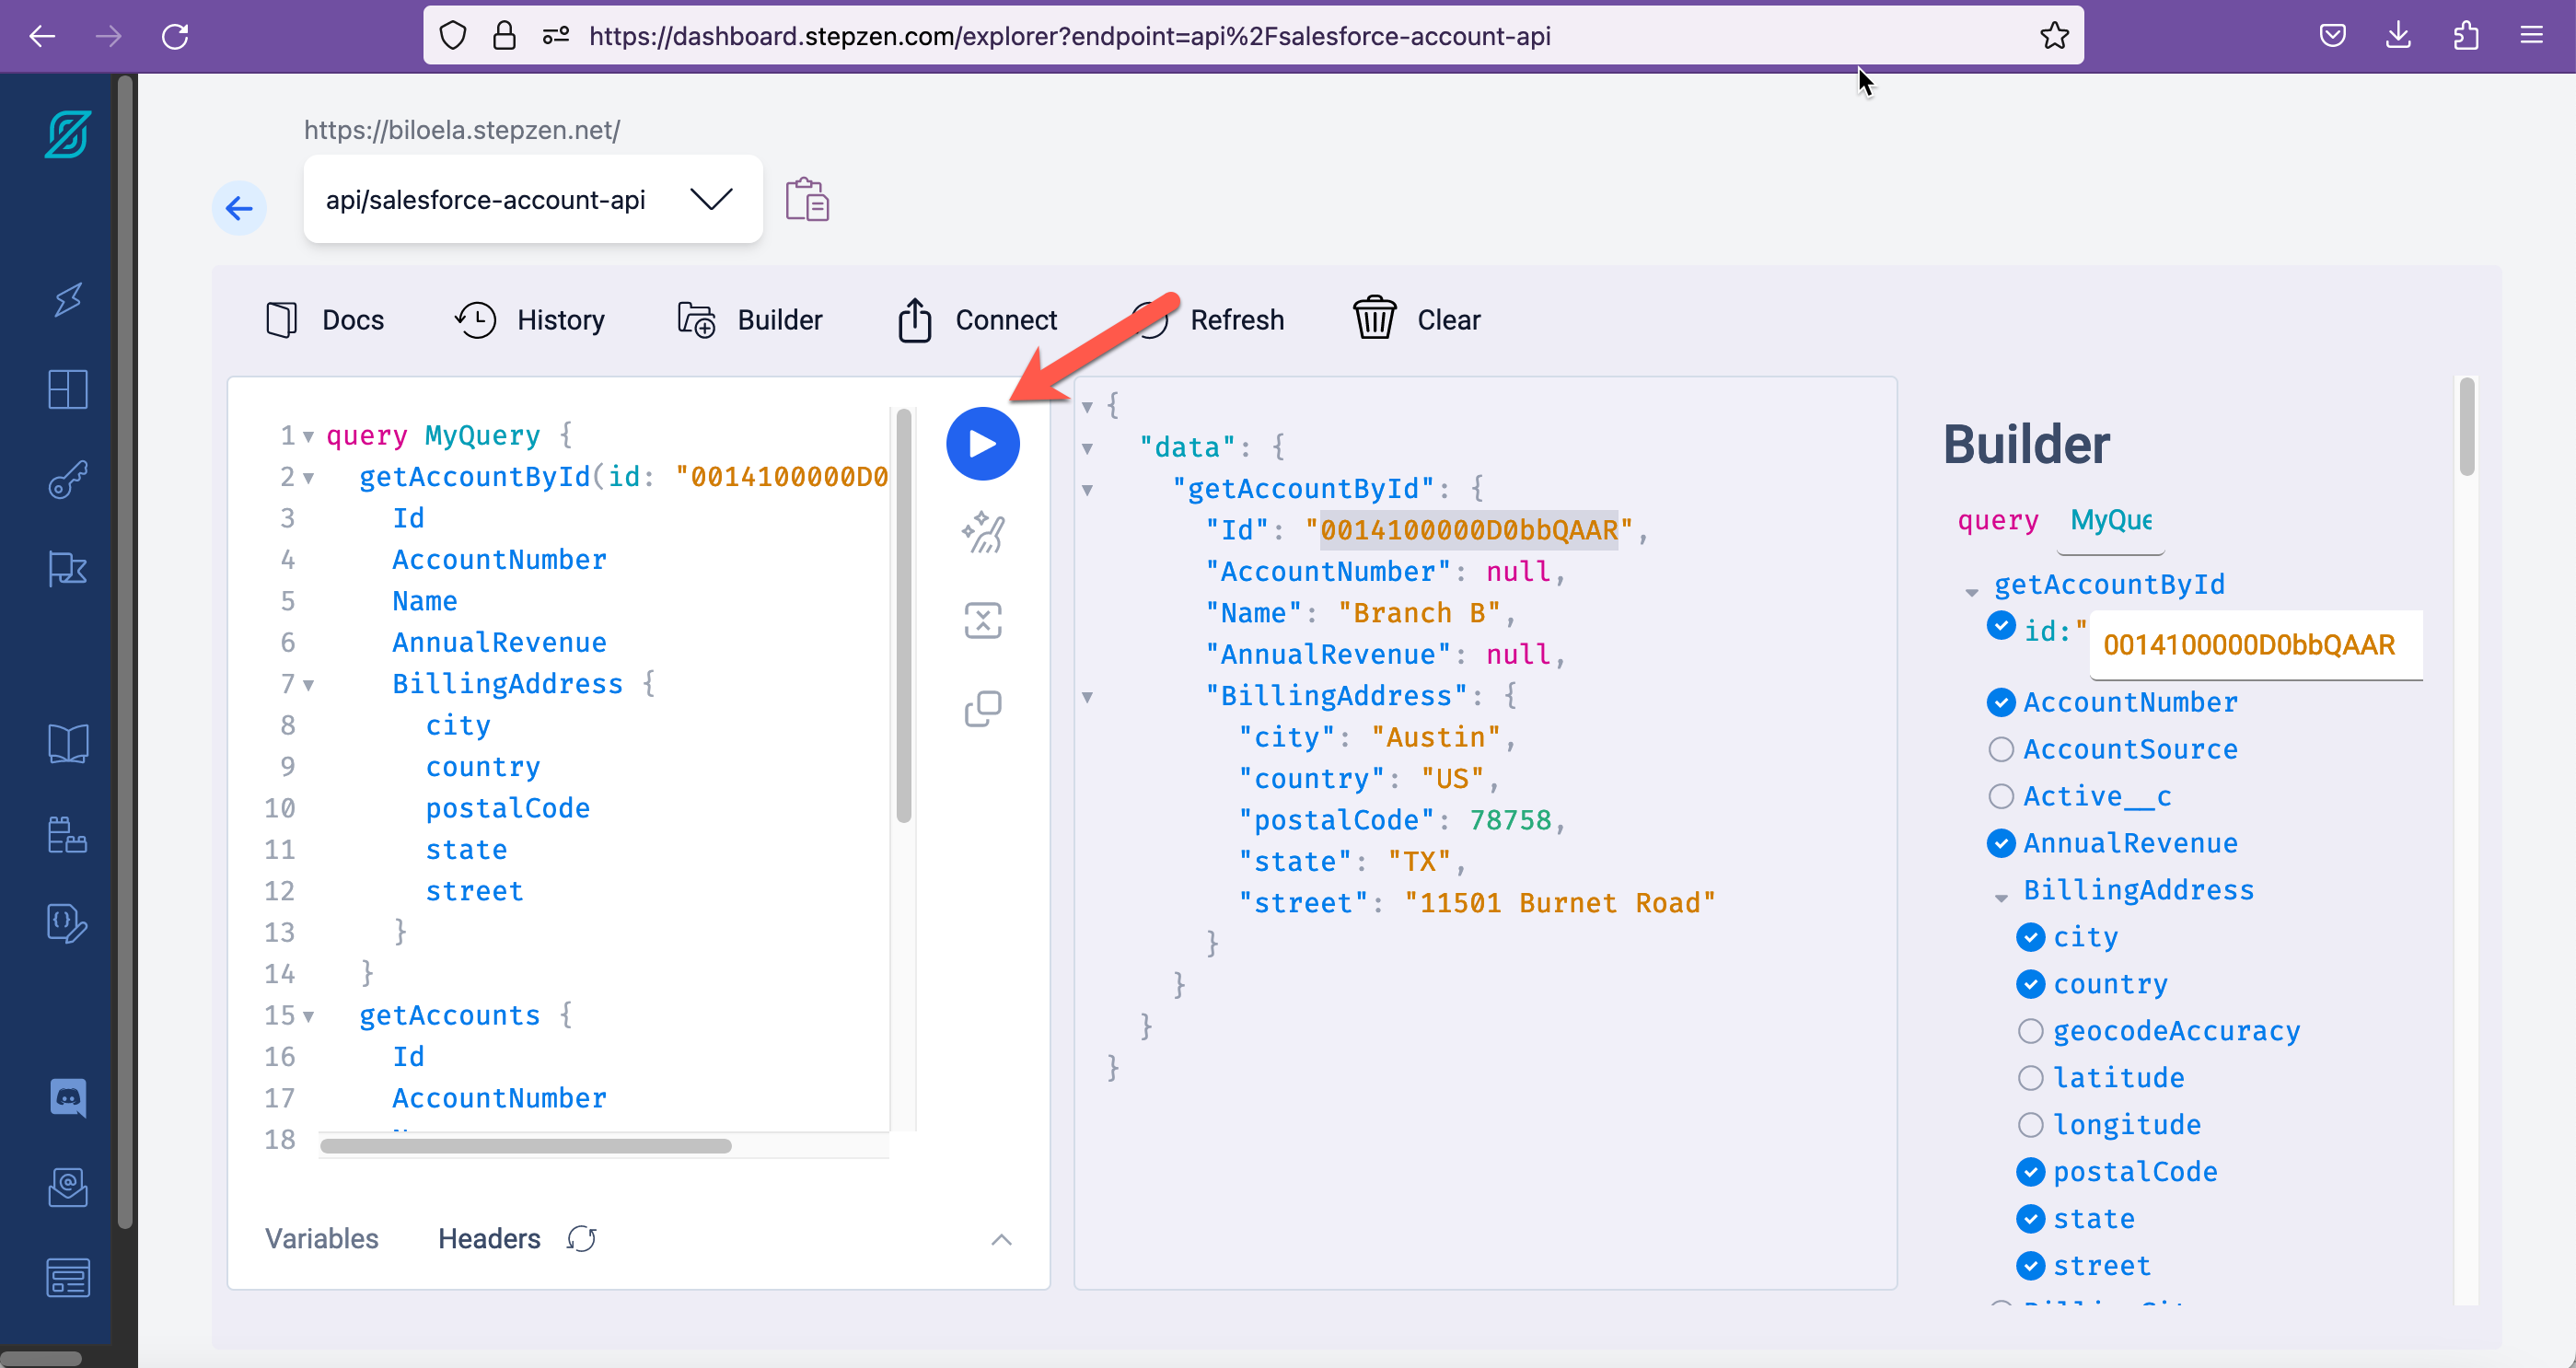 https://dashboard.stepzen.com/explorer?endpoint=api%2Fsalesforce-account-api
https://biloela.stepzen.net/
api/salesforce-account-api
Docs
History
Builder
Connect
Refresh
Clear
1 query MyQuery {
2 getAccountById(id: "0014100000D0
3 Id
4 AccountNumber
5 Name
6 AnnualRevenue
7 BillingAddress {
8 city
9 country
10 postalCode
11 state
12 street
13 }
14 }
15 getAccounts {
16 Id
17 AccountNumber
18
Variables
Headers
{
"data": {
"getAccountById": {
"Id": "0014100000D0bbQAAR",
"AccountNumber": null,
"Name": "Branch B",
"AnnualRevenue": null,
"BillingAddress": {
"city": "Austin",
"country": "US",
"postalCode": 78758,
"state": "TX",
"street": "11501 Burnet Road"
}
}
}
}
Builder
query MyQue
getAccountById
id:" 0014100000D0bbQAAR
AccountNumber
AccountSource
Active__c
AnnualRevenue
BillingAddress
city
country
geocodeAccuracy
latitude
longitude
postalCode
state
street